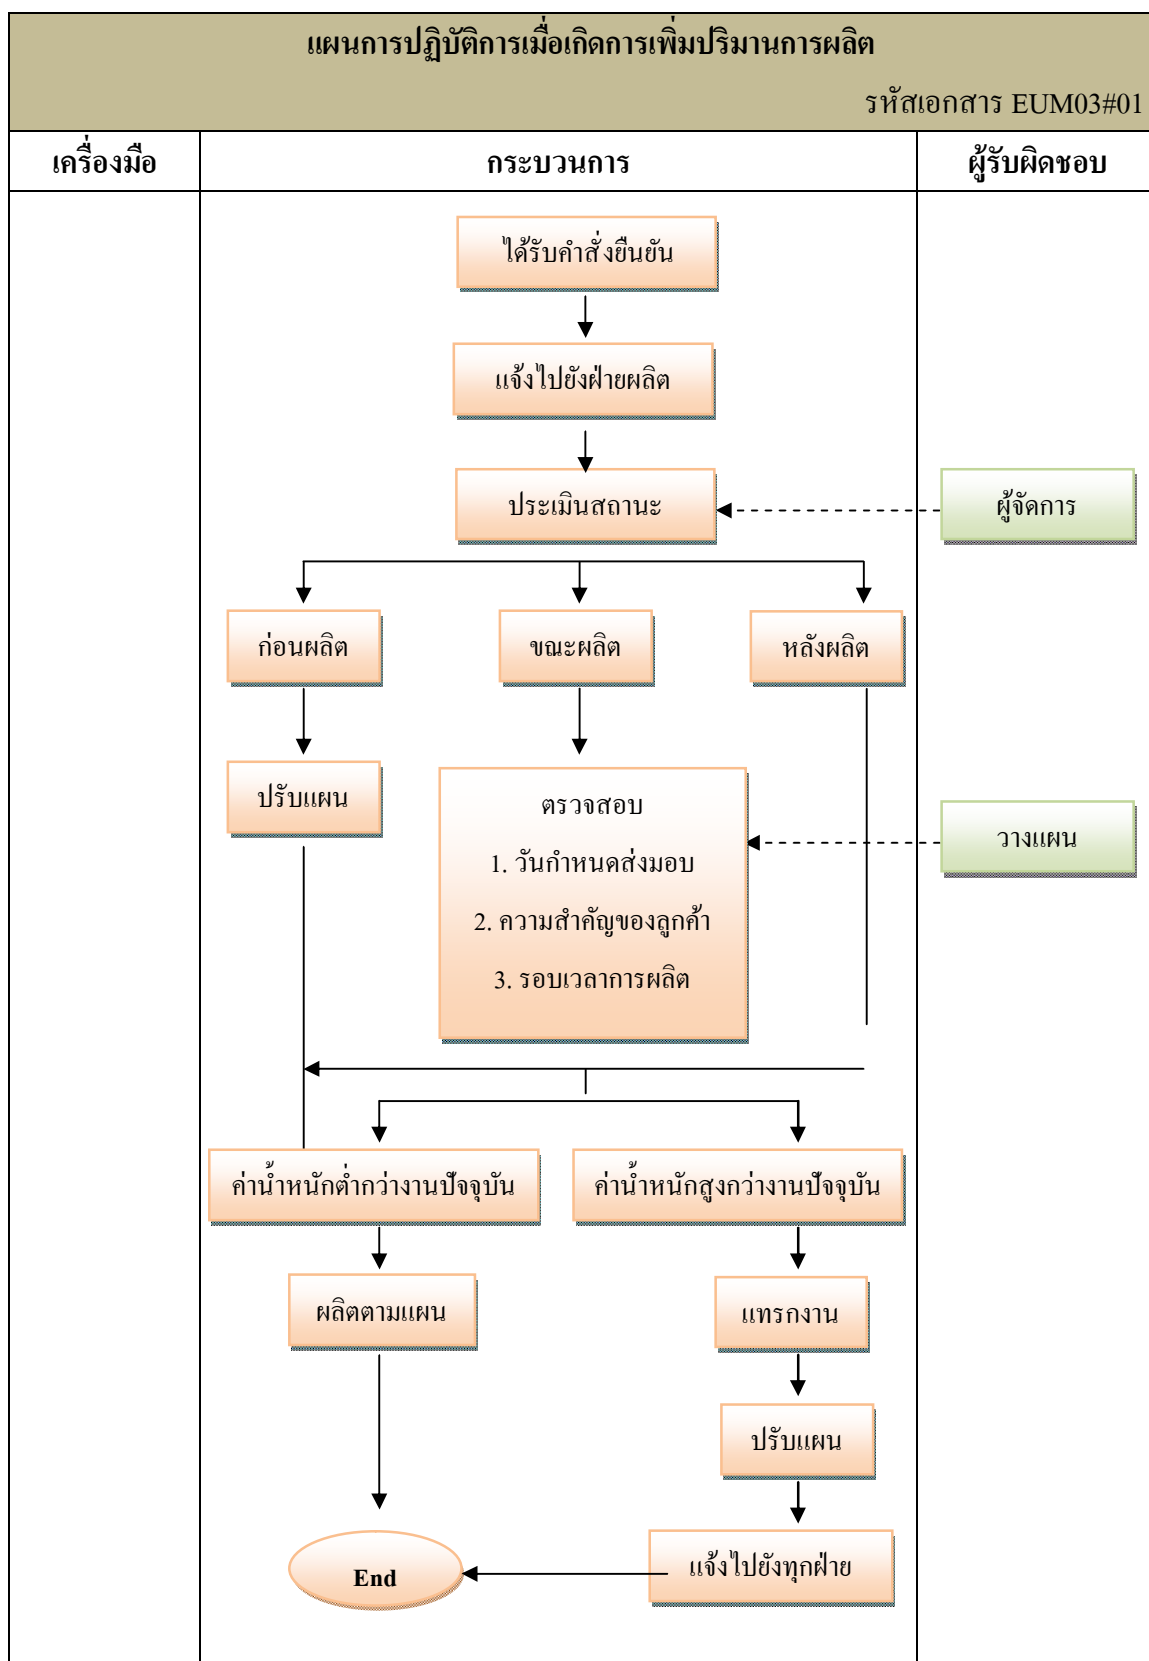 แผนการปฏิบัติการเมื่อเกิดการเพิ่มปริมานการผลิต
รหัสเอกสาร EUM03#01
เครื่องมือ
กระบวนการ
ผู้รับผิดชอบ
ได้รับคำสั่งยืนยัน
แจ้งไปยังฝ่ายผลิต
ประเมินสถานะ
ผู้จัดการ
ก่อนผลิต
ขณะผลิต
หลังผลิต
ปรับแผน
ตรวจสอบ
1. วันกำหนดส่งมอบ
2. ความสำคัญของลูกค้า
3. รอบเวลาการผลิต
วางแผน
ค่าน้ำหนักต่ำกว่างานปัจจุบัน
ค่าน้ำหนักสูงกว่างานปัจจุบัน
ผลิตตามแผน
แทรกงาน
ปรับแผน
End
แจ้งไปยังทุกฝ่าย